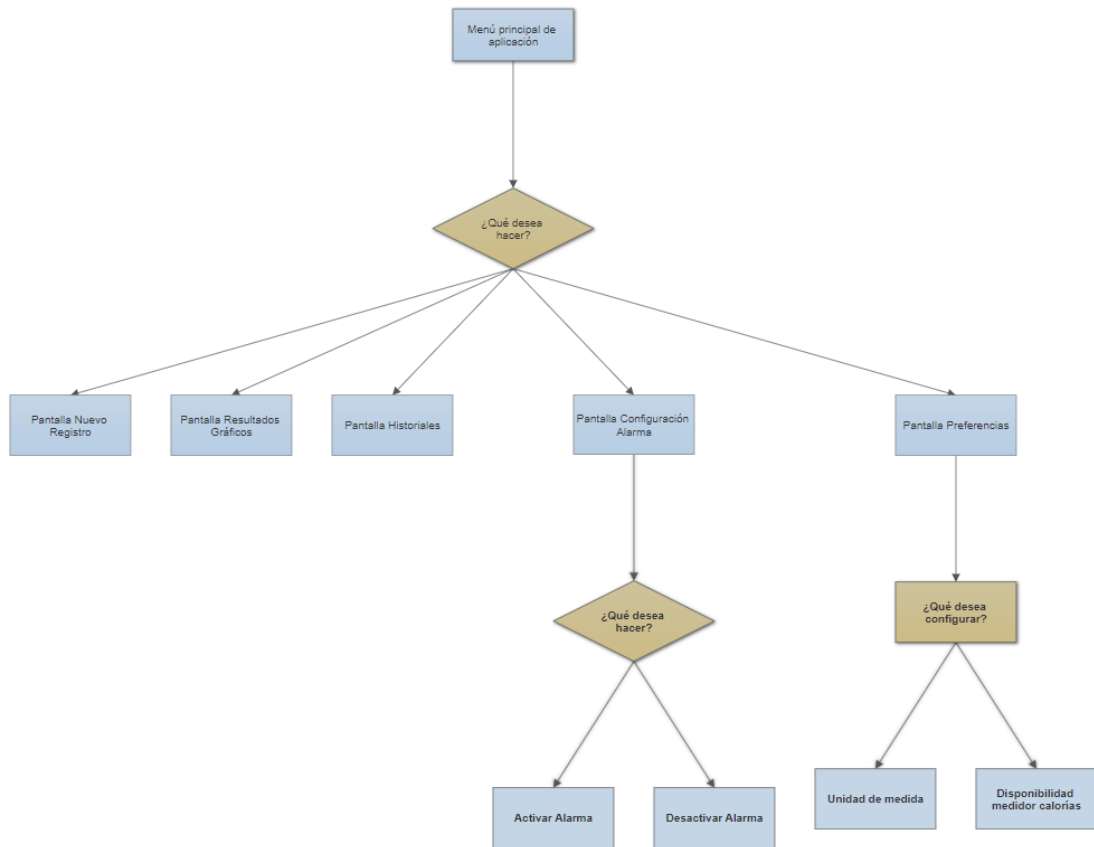 Menú principal de
aplicación
¿Qué desea
hacer?
Pantalla Nuevo
Registro
Pantalla Resultados
Gráficos
Pantalla Historiales
Pantalla Configuración
Alarma
Pantalla Preferencias
¿Qué desea
hacer?
¿Qué desea
configurar?
Activar Alarma
Desactivar Alarma
Unidad de medida
Disponibilidad
medidor calorías